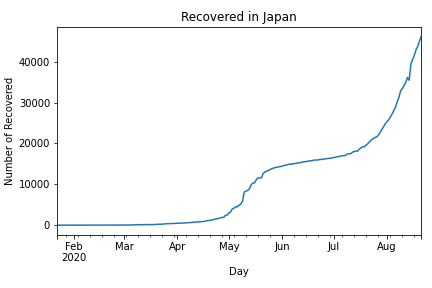 Recovered in Japan
Number of Recovered
40000
30000
20000
10000
0
Feb Mar Apr May Jun Jul Aug
2020
Day